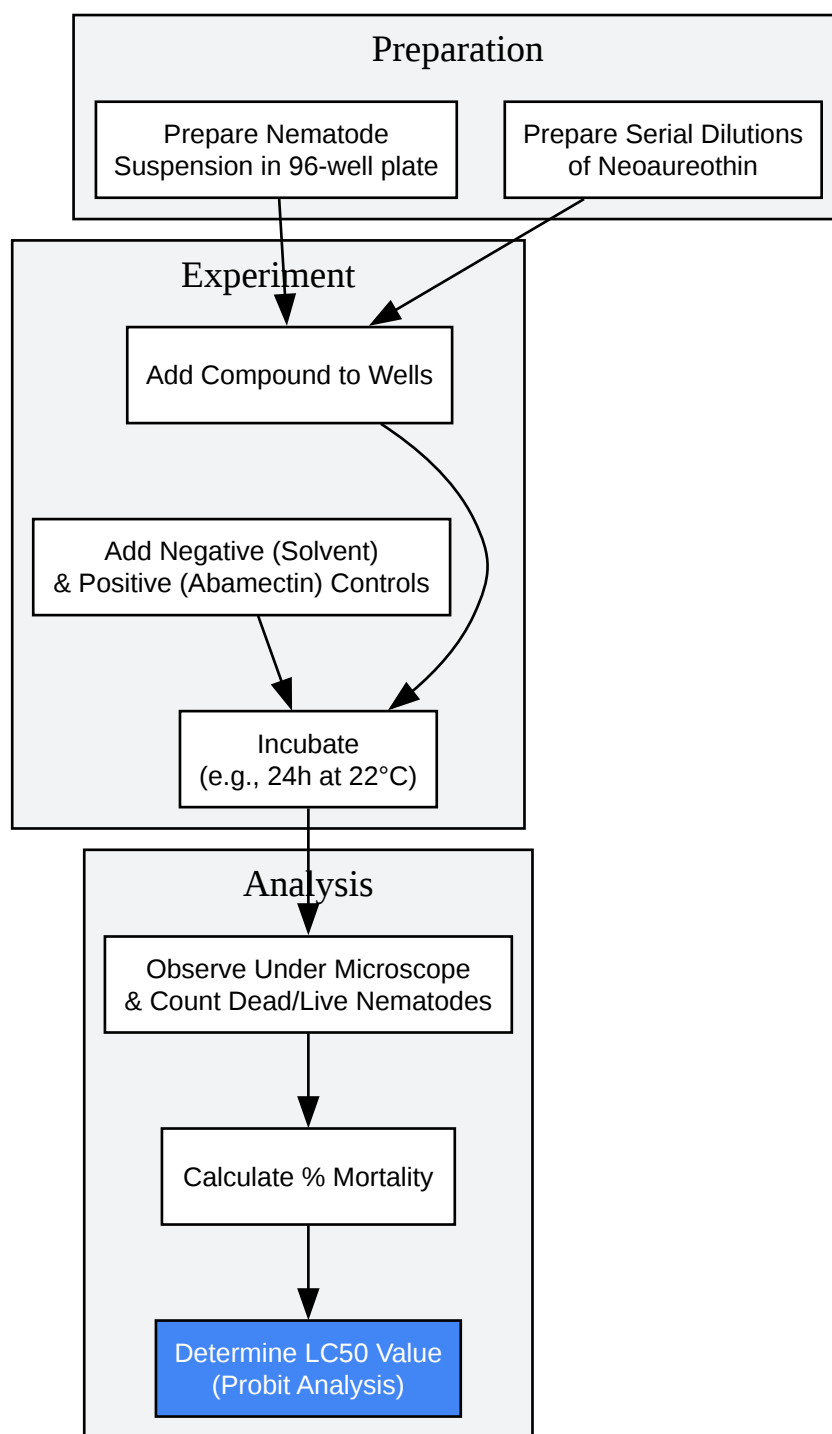 Preparation
Prepare Nematode
Suspension in 96-well plate
Prepare Serial Dilutions
of Neoaureothin
Experiment
Add Compound to Wells
Add Negative (Solvent)
& Positive (Abamectin) Controls
Incubate
(e.g., 24h at 22°C)
Analysis
Observe Under Microscope
& Count Dead/Live Nematodes
Calculate % Mortality
Determine LC50 Value
(Probit Analysis)